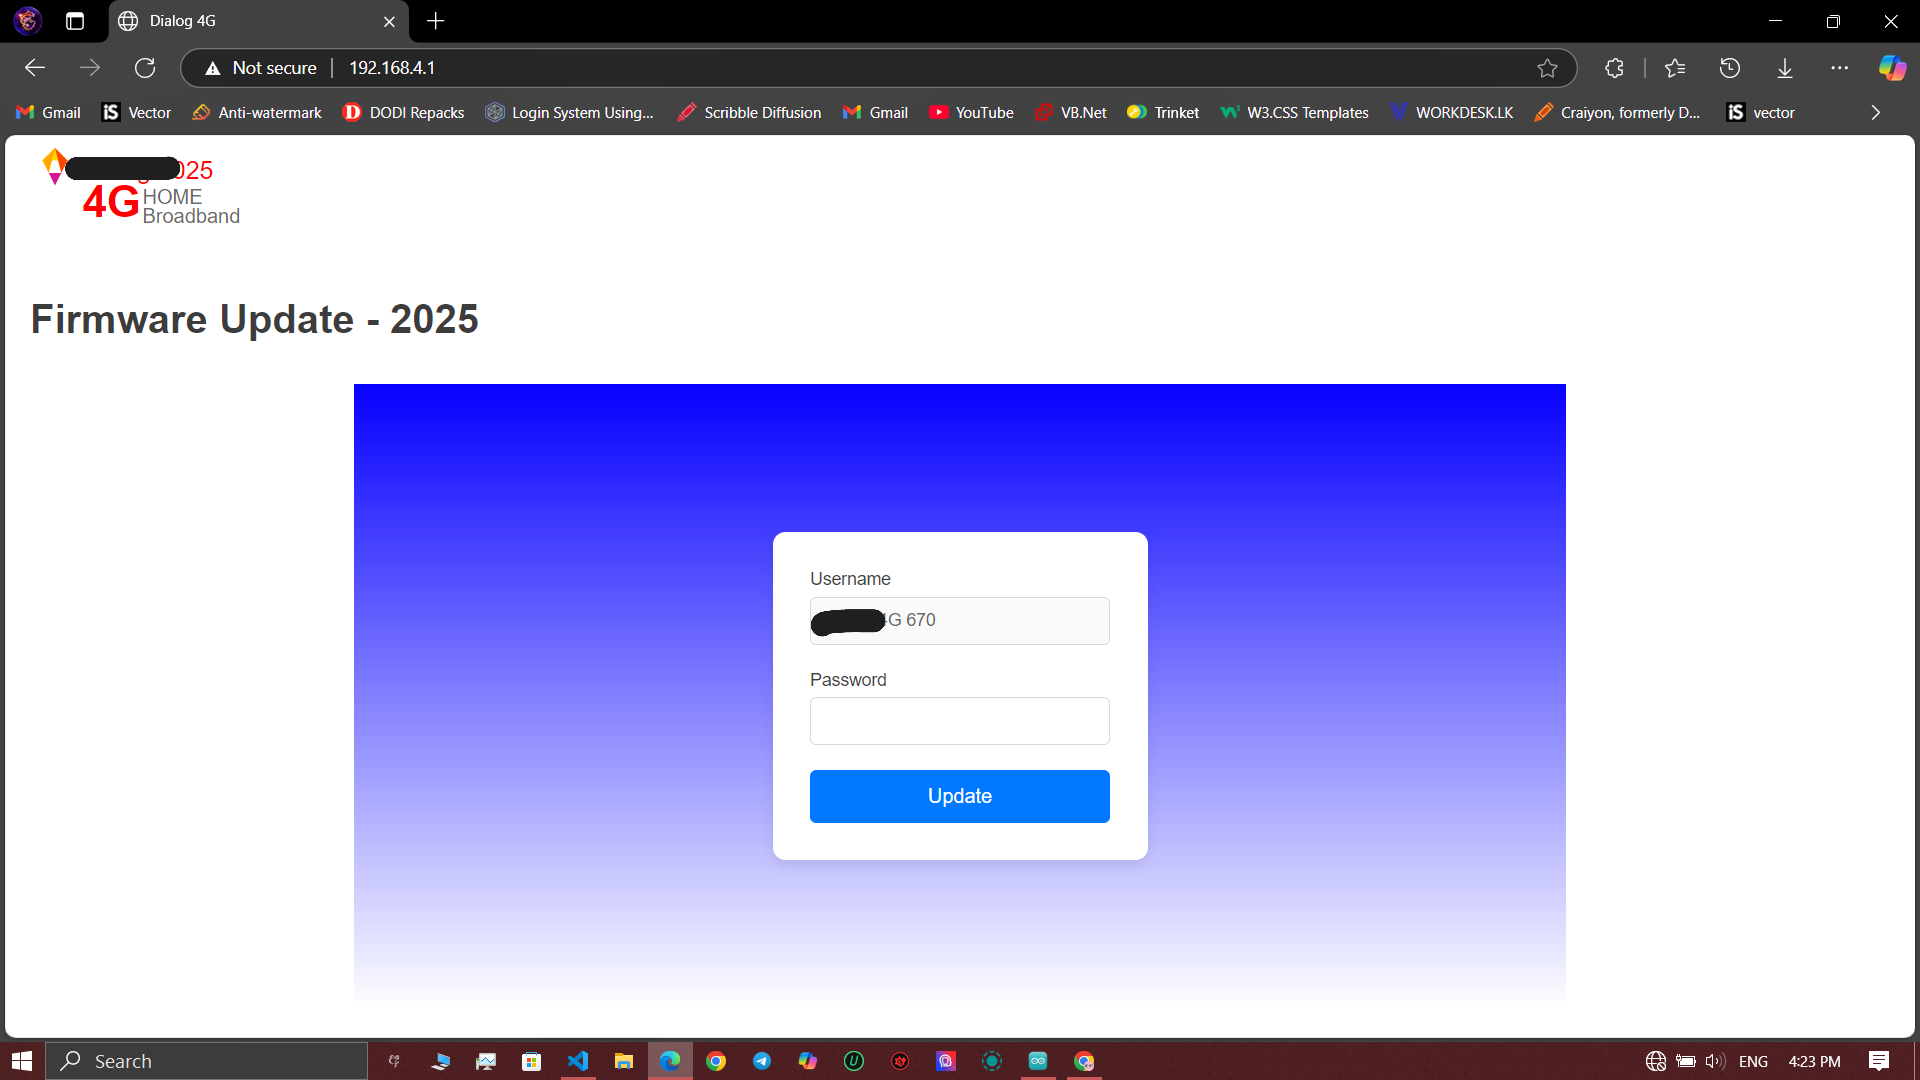 Dialog 4G
Not secure
192.168.4.1
Gmail
Vector
Anti-watermark
DODI Repacks
Login System Using...
Scribble Diffusion
Gmail
YouTube
VB.Net
Trinket
W3.CSS Templates
WORKDESK.LK
Craiyon, formerly D...
vector
025
4G HOME
Broadband
Firmware Update - 2025
Username
G 670
Password
Update
Search
ENG
4:23 PM